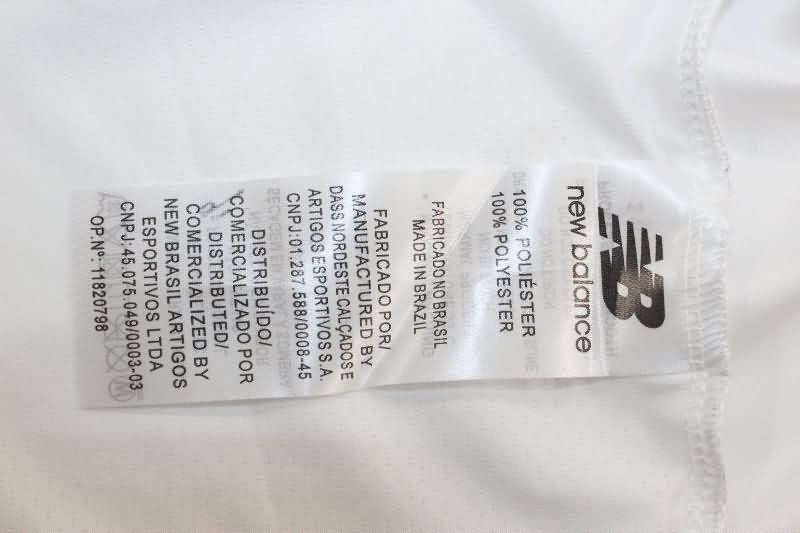 NB
new balance
100% POLIÉSTER
100% POLYESTER
FABRICADO NO BRASIL
MADE IN BRAZIL
FABRICADO POR/
MANUFACTURED BY
DASS NORDESTE CALÇADOS E
ARTIGOS ESPORTIVOS S.A.
CNPJ:01.287.588/0008-45
DISTRIBUÍDO/
COMERCIALIZADO POR
DISTRIBUTED/
COMERCIALIZED BY
NEW BRASIL ARTIGOS
ESPORTIVOS LTDA
CNPJ:45.075.049/0003-03
OP.Nº: 11820798